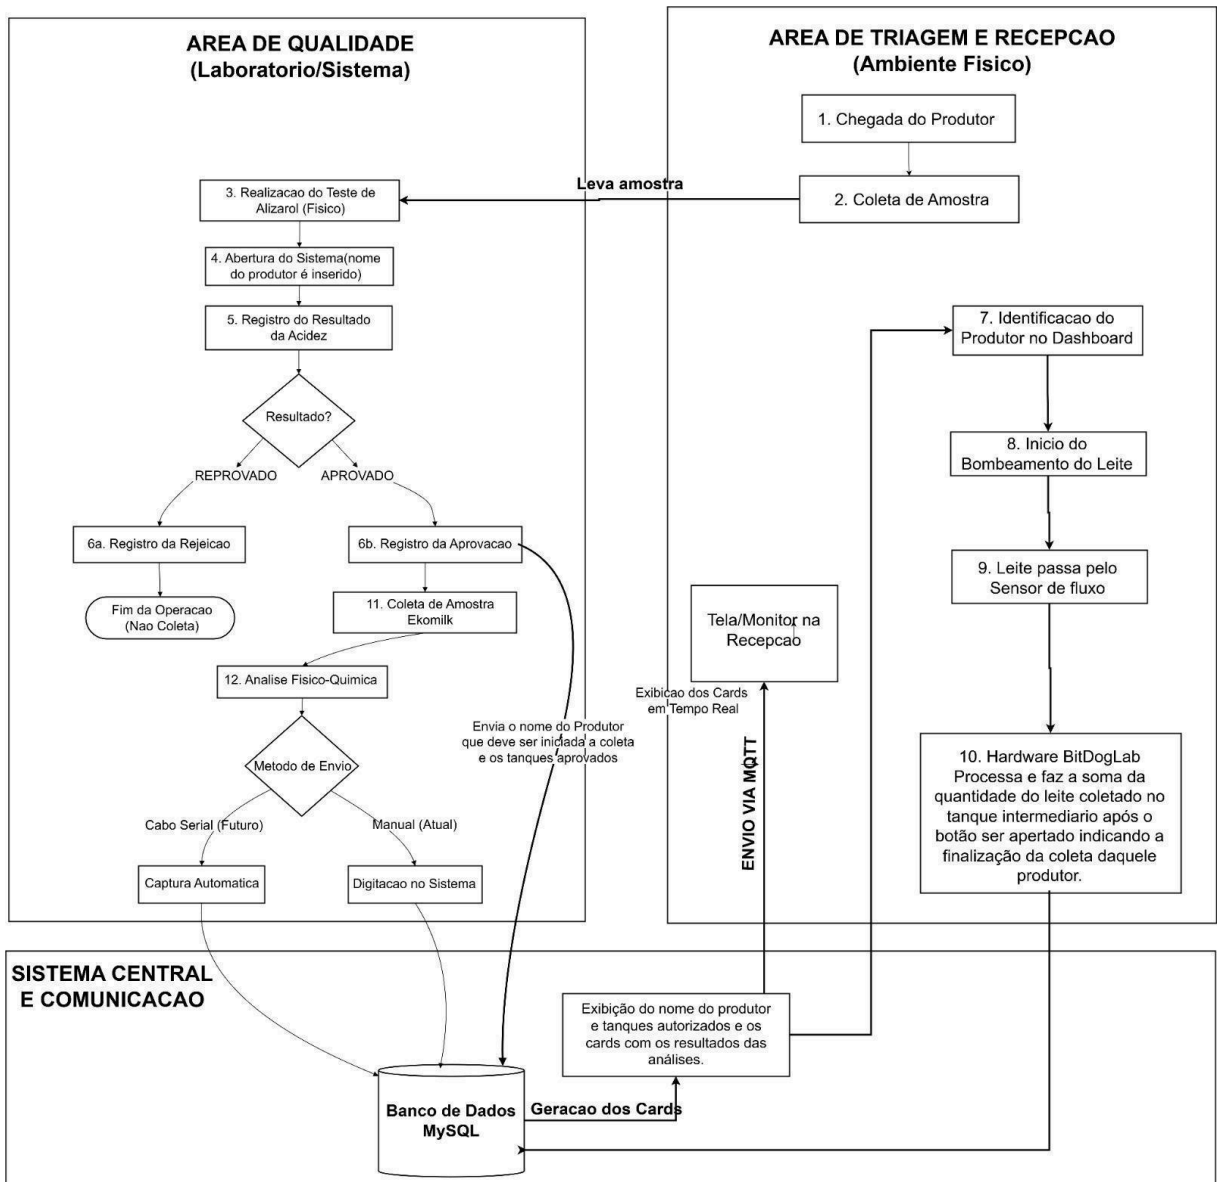 AREA DE QUALIDADE
(Laboratorio/Sistema)
AREA DE TRIAGEM E RECEPCAO
(Ambiente Fisico)
1. Chegada do Produtor
Leva amostra
2. Coleta de Amostra
3. Realizacao do Teste de
Alizarol (Fisico)
4. Abertura do Sistema(nome
do produtor é inserido)
5. Registro do Resultado
da Acidez
Resultado?
REPROVADO
APROVADO
6a. Registro da Rejeicao
6b. Registro da Aprovacao
Fim da Operacao
(Nao Coleta)
11. Coleta de Amostra
Ekomilk
12. Analise Fisico-Quimica
Metodo de Envio
Cabo Serial (Futuro)
Manual (Atual)
Captura Automatica
Digitacao no Sistema
Envia o nome do Produtor
que deve ser iniciada a coleta
e os tanques aprovados
7. Identificacao do
Produtor no Dashboard
8. Inicio do
Bombeamento do Leite
9. Leite passa pelo
Sensor de fluxo
Tela/Monitor na
Recepcao
Exibicao dos Cards
em Tempo Real
ENVIO VIA MQTT
10. Hardware BitDogLab
Processa e faz a soma da
quantidade do leite coletado no
tanque intermediario após o
botão ser apertado indicando a
finalização da coleta daquele
produtor.
SISTEMA CENTRAL
E COMUNICACAO
Exibição do nome do produtor
e tanques autorizados e os
cards com os resultados das
análises.
Banco de Dados
MySQL
Geracao dos Cards